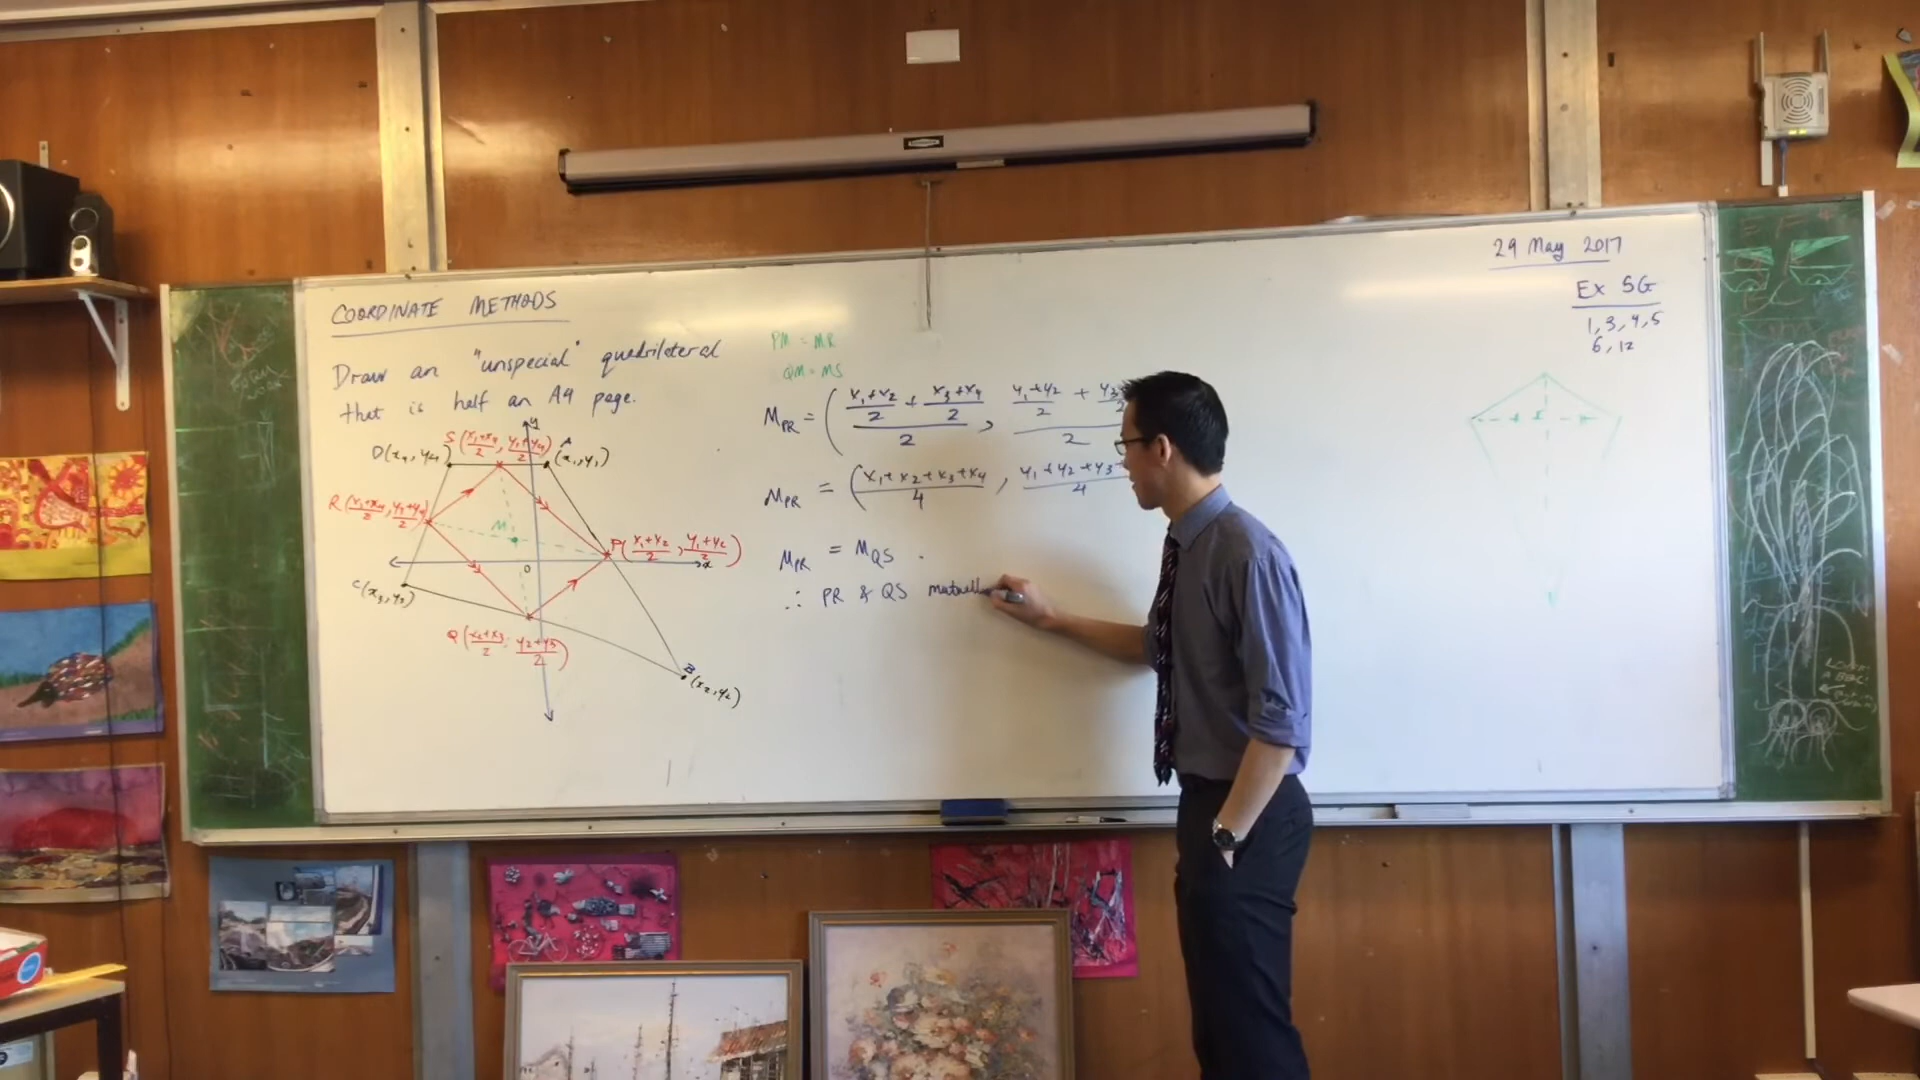 COORDINATE METHODS
Draw an "unspecial" quadrilateral
that is half an A4 page.
PM = MR
QM = MS
M_PR = ( (x₁+x₂)/2 + (x₃+x₄)/2 )/2 , ( (y₁+y₂)/2 + y₃
M_PR = ( (x₁+x₂+x₃+x₄)/4 , (y₁+y₂+y₃+ /4
M_PR = M_QS .
∴ PR & QS mutuall
y
S ( (x₁+x₄)/2 , (y₁+y₄)/2 )
D(x₄, y₄)
A (x₁, y₁)
R ( (x₃+x₄)/2 , (y₃+y₄)/2 )
M
P ( (x₁+x₂)/2 , (y₁+y₂)/2 )
x
O
C(x₃, y₃)
Q ( (x₂+x₃)/2 , (y₂+y₃)/2 )
B (x₂, y₂)
29 May 2017
Ex 5G
1, 3, 4, 5
6, 12